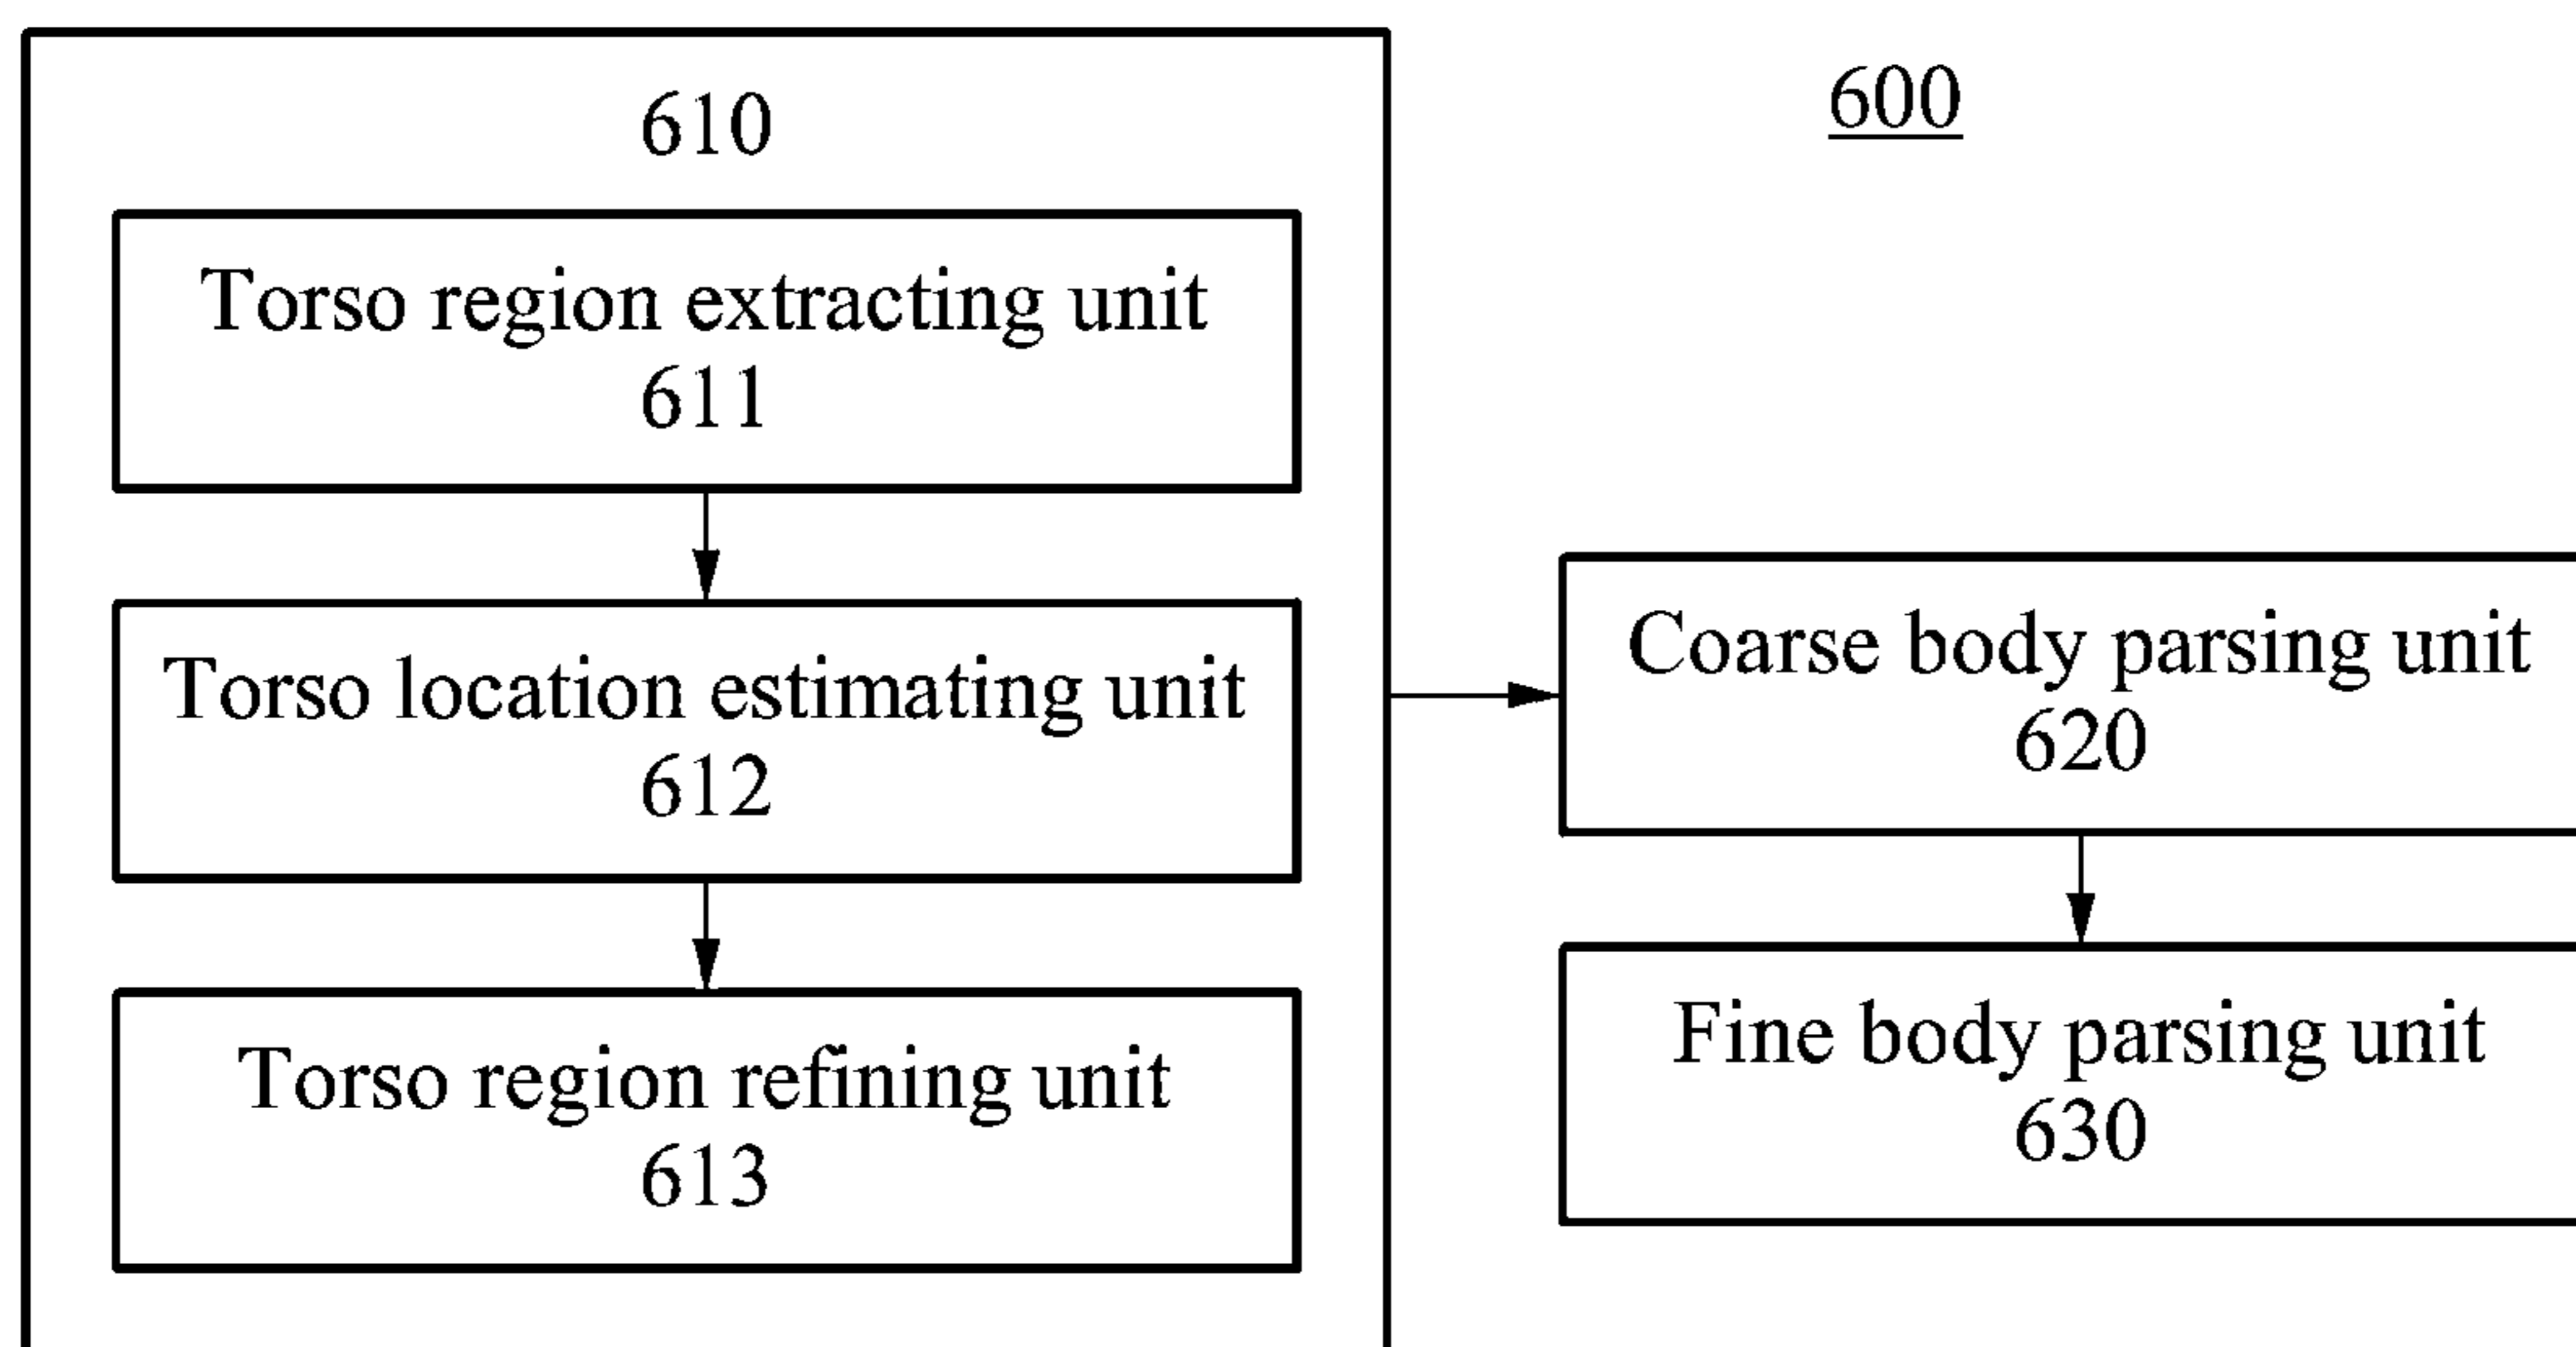 610
600
Torso region extracting unit
611
Torso location estimating unit
612
Torso region refining unit
613
Coarse body parsing unit
620
Fine body parsing unit
630